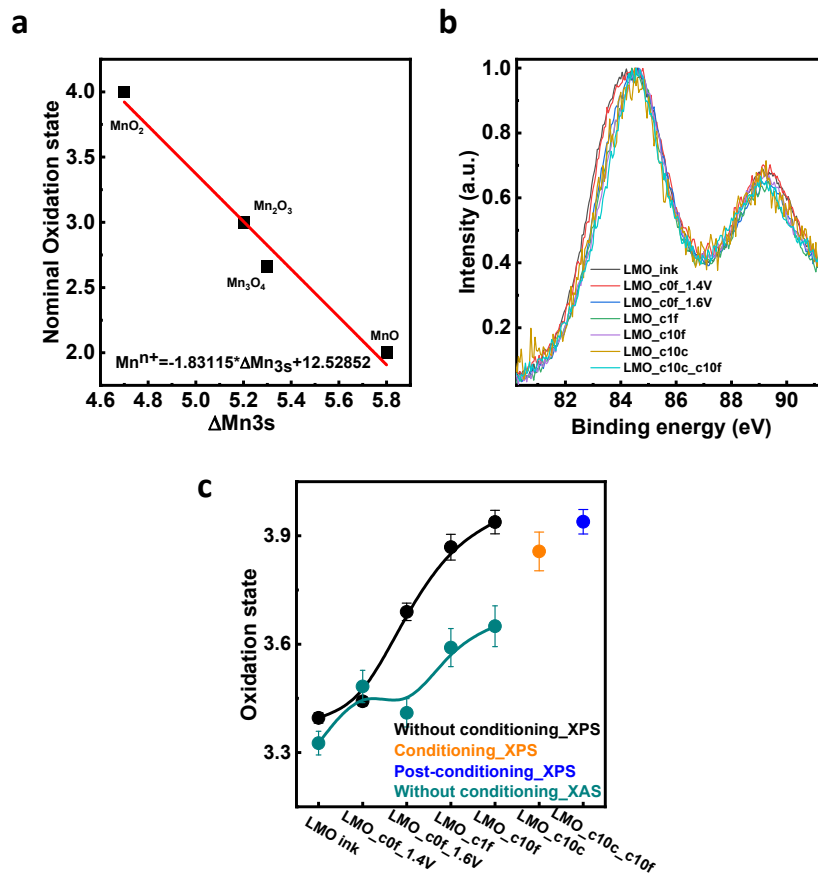 a
Nominal Oxidation state
4.0
3.5
3.0
2.5
2.0
MnO2
Mn2O3
Mn3O4
MnO
Mnn+=-1.83115*ΔMn3s+12.52852
4.6 4.8 5.0 5.2 5.4 5.6 5.8
ΔMn3s
b
Intensity (a.u.)
1.0
0.8
0.6
0.4
0.2
LMO_ink
LMO_c0f_1.4V
LMO_c0f_1.6V
LMO_c1f
LMO_c10f
LMO_c10c
LMO_c10c_c10f
82 84 86 88 90
Binding energy (eV)
c
Oxidation state
3.9
3.6
3.3
Without conditioning_XPS
Conditioning_XPS
Post-conditioning_XPS
Without conditioning_XAS
LMO ink
LMO_c0f_1.4V
LMO_c0f_1.6V
LMO_c1f
LMO_c10f
LMO_c10c
LMO_c10c_c10f